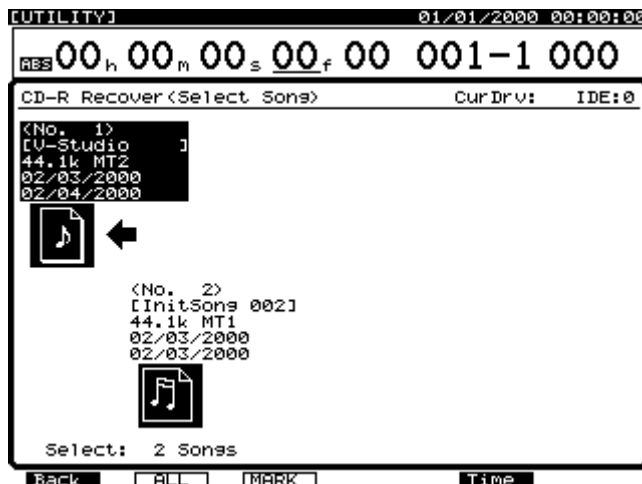 [UTILITY] 01/01/2000 00:00:00
ABS 00h 00m 00s 00f 00 001-1 000
CD-R Recover<Select Song> CurDrv: IDE:0
<No. 1>
[V-Studio ]
44.1k MT2
02/03/2000
02/04/2000
<No. 2>
[InitSong 002]
44.1k MT1
02/03/2000
02/03/2000
Select: 2 Songs
Back ALL MARK Time